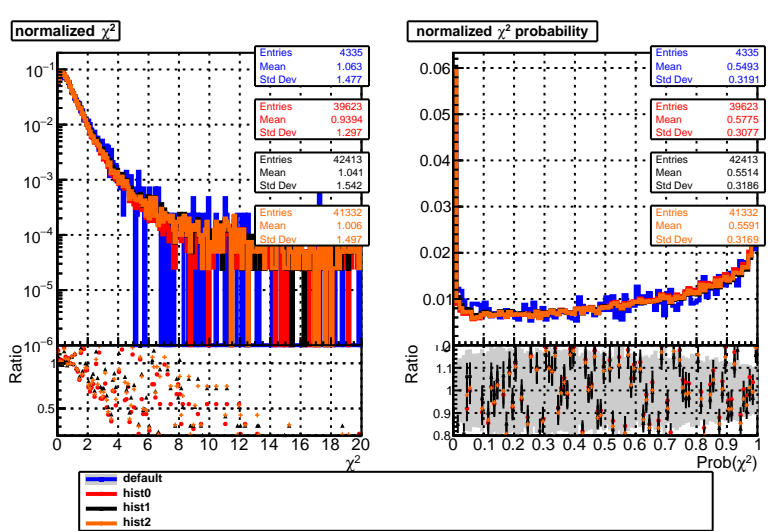 normalized χ²
Entries 4335
Mean 1.063
Std Dev 1.477
Entries 39623
Mean 0.9394
Std Dev 1.297
Entries 42413
Mean 1.041
Std Dev 1.542
Entries 41332
Mean 1.006
Std Dev 1.497
10⁻¹
10⁻²
10⁻³
10⁻⁴
10⁻⁵
10⁻⁶
Ratio
1
0.5
0 2 4 6 8 10 12 14 16 18 20
χ²
normalized χ² probability
Entries 4335
Mean 0.5493
Std Dev 0.3191
Entries 39623
Mean 0.5775
Std Dev 0.3077
Entries 42413
Mean 0.5514
Std Dev 0.3186
Entries 41332
Mean 0.5591
Std Dev 0.3169
0.06
0.05
0.04
0.03
0.02
0.01
Ratio
1.1
1
0.9
0.8
0 0.1 0.2 0.3 0.4 0.5 0.6 0.7 0.8 0.9 1
Prob(χ²)
default
hist0
hist1
hist2